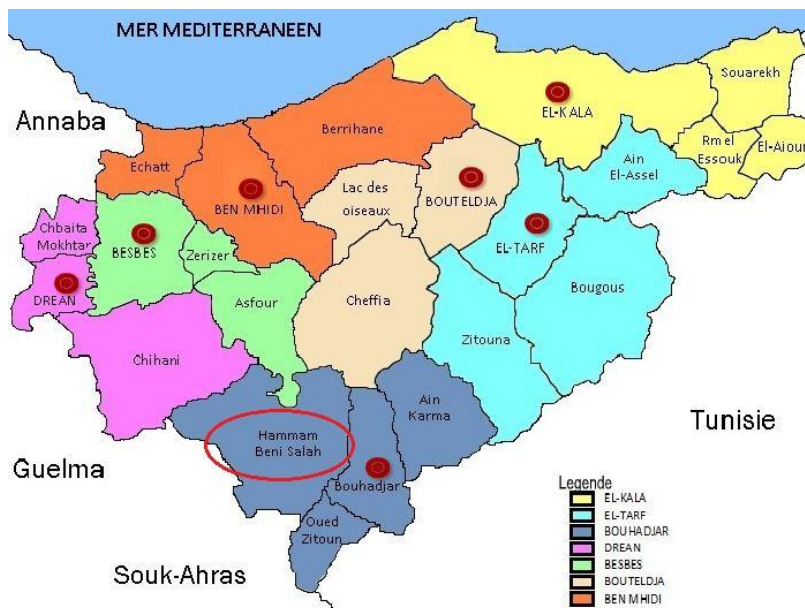 MER MEDITERRANEEN
Souarekh
EL-KALA
Annaba
Berrihane
Rm el
Essouk
El-Aioun
Echatt
Ain
El-Assel
Lac des
oiseaux
BEN MHIDI
BOUTELDJA
Chbaita
Mokhtar
BESBES
Zerizer
EL-TARF
DREAN
Asfour
Cheffia
Bougous
Zitouna
Chihani
Ain
Karma
Tunisie
Hammam
Beni Salah
Guelma
Bouhadjar
Oued
Zitoun
Souk-Ahras
Legende
EL-KALA
EL-TARF
BOUHADJAR
DREAN
BESBES
BOUTELDJA
BEN MHIDI